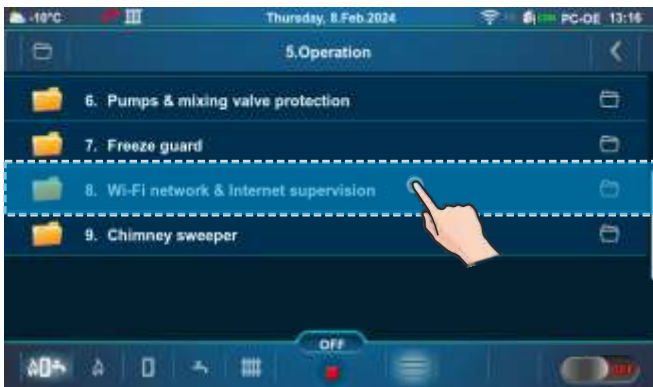 -10°C Thursday, 8.Feb.2024 PC-OE 13:16
5.Operation
6. Pumps & mixing valve protection
7. Freeze guard
8. Wi-Fi network & Internet supervision
9. Chimney sweeper
OFF
OFF